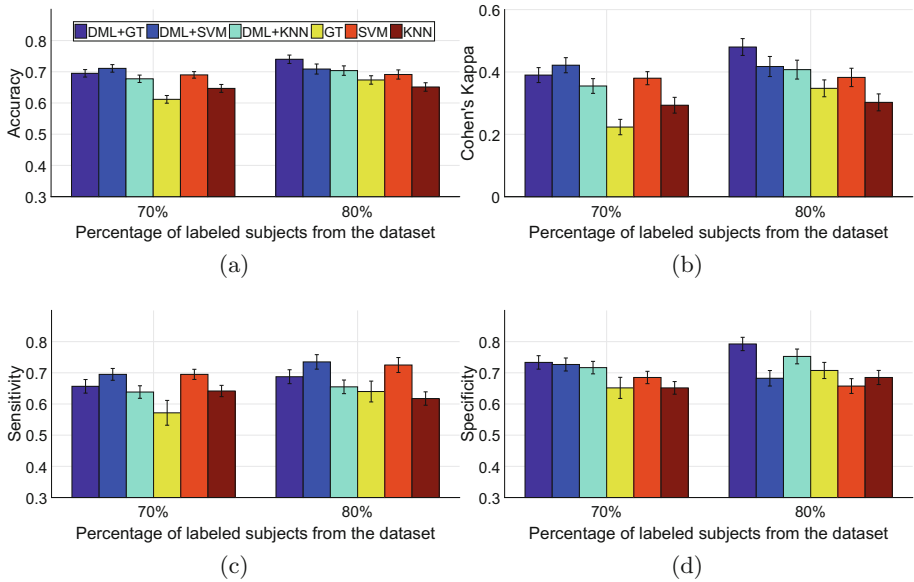 DML+GT DML+SVM DML+KNN GT SVM KNN
Accuracy
0.8
0.7
0.6
0.5
0.4
0.3
70% 80%
Percentage of labeled subjects from the dataset
(a)
Cohen's Kappa
0.6
0.4
0.2
0
70% 80%
Percentage of labeled subjects from the dataset
(b)
Sensitivity
0.8
0.7
0.6
0.5
0.4
0.3
70% 80%
Percentage of labeled subjects from the dataset
(c)
Specificity
0.8
0.7
0.6
0.5
0.4
0.3
70% 80%
Percentage of labeled subjects from the dataset
(d)